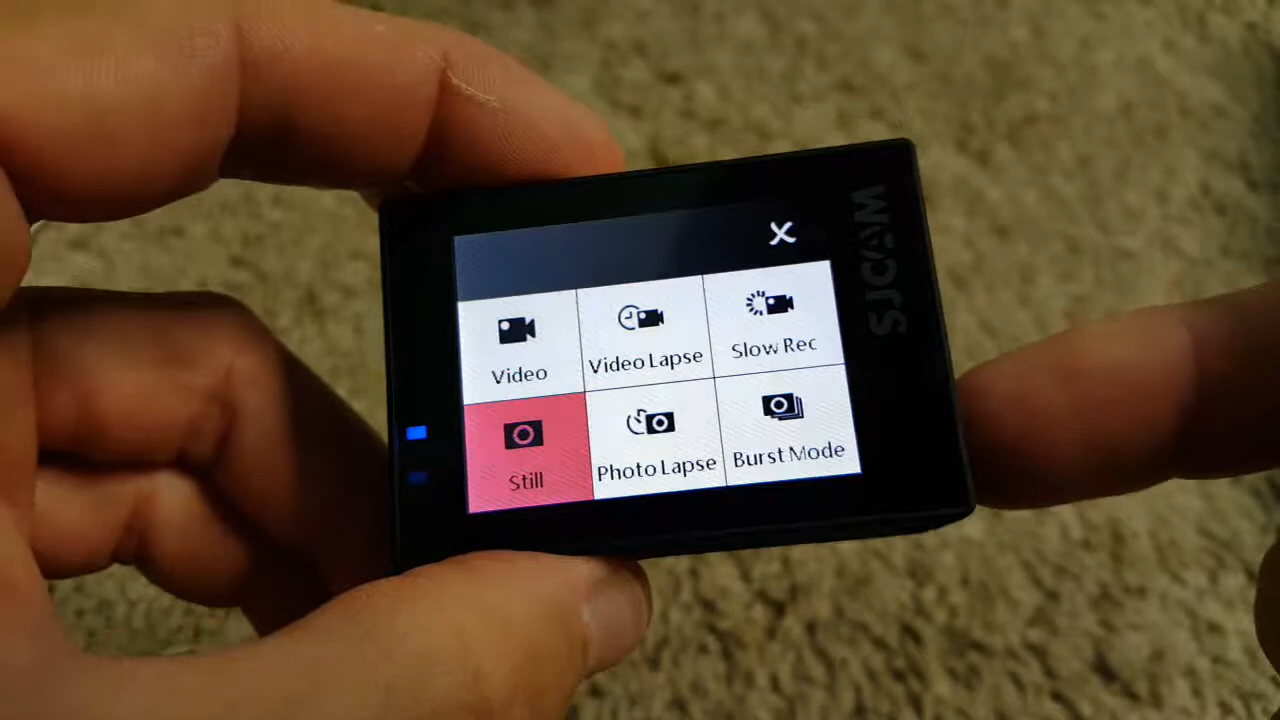 X
Video
Video Lapse
Slow Rec
Still
Photo Lapse
Burst Mode
SJCAM